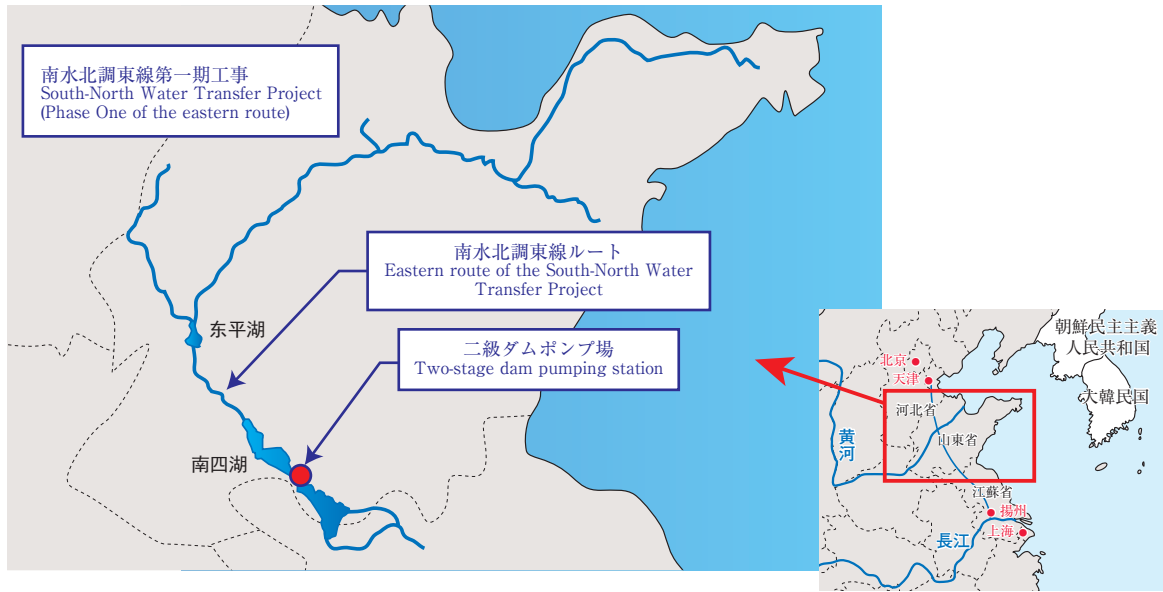 南水北調東線第一期工事
South-North Water Transfer Project
(Phase One of the eastern route)
南水北調東線ルート
Eastern route of the South-North Water
Transfer Project
东平湖
二級ダムポンプ場
Two-stage dam pumping station
南四湖
朝鮮民主主義
人民共和国
北京
天津
大韓民国
河北省
黄河
山東省
江蘇省
揚州
上海
長江